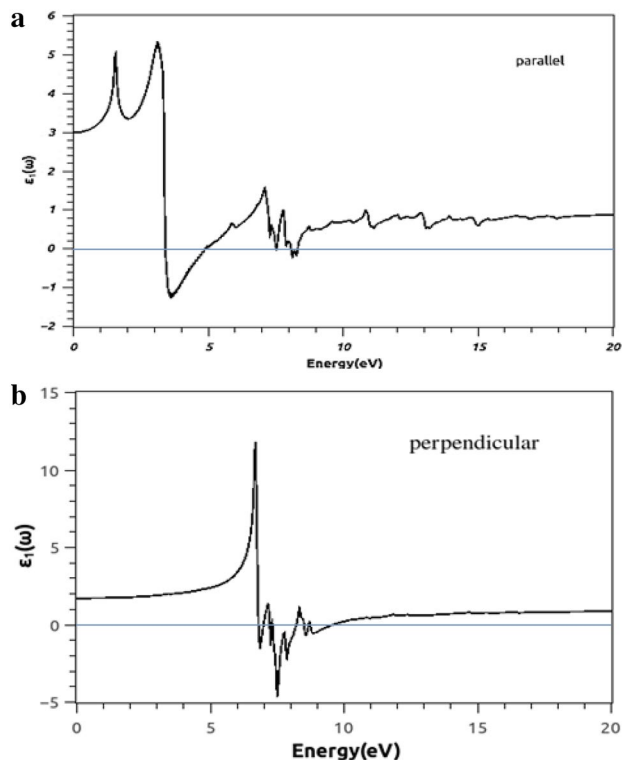 a
6
5
4
3
2
1
0
−1
−2
ε₁(ω)
parallel
0 5 10 15 20
Energy(eV)
b
15
10
5
0
−5
ε₁(ω)
perpendicular
0 5 10 15 20
Energy(eV)